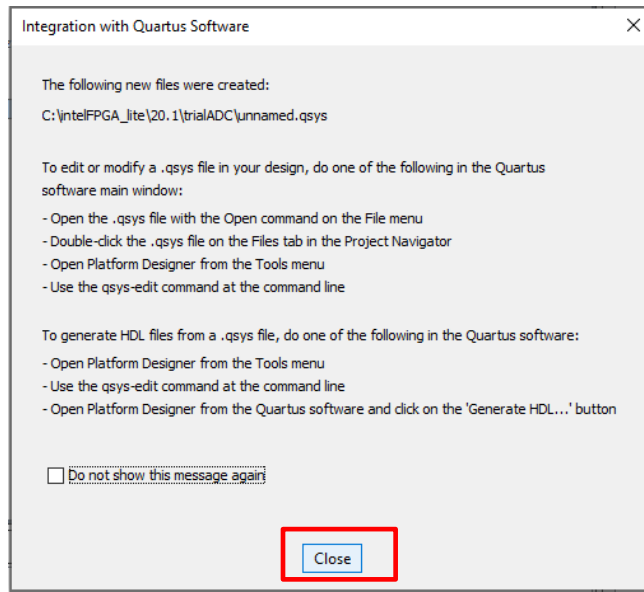 Integration with Quartus Software
The following new files were created:
C:\intelFPGA_lite\20.1\trialADC\unnamed.qsys
To edit or modify a .qsys file in your design, do one of the following in the Quartus
software main window:
- Open the .qsys file with the Open command on the File menu
- Double-click the .qsys file on the Files tab in the Project Navigator
- Open Platform Designer from the Tools menu
- Use the qsys-edit command at the command line
To generate HDL files from a .qsys file, do one of the following in the Quartus software:
- Open Platform Designer from the Tools menu
- Use the qsys-edit command at the command line
- Open Platform Designer from the Quartus software and click on the 'Generate HDL...' button
Do not show this message again
Close